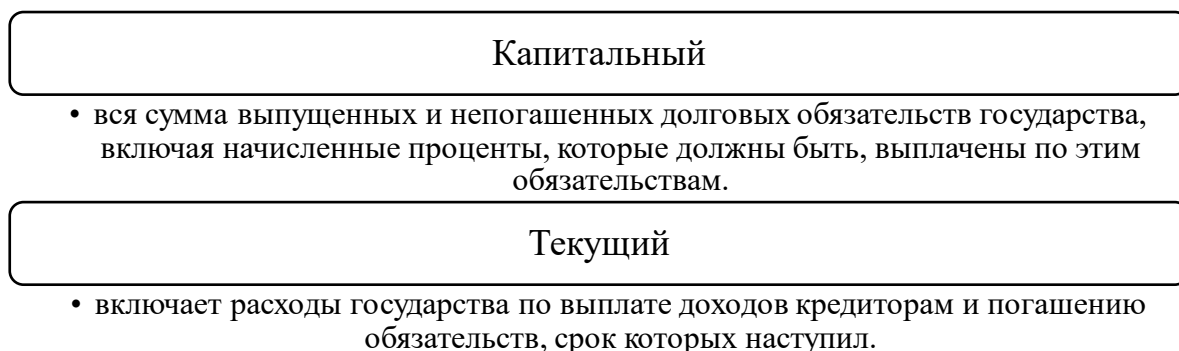 Капитальный
• вся сумма выпущенных и непогашенных долговых обязательств государства,
включая начисленные проценты, которые должны быть, выплачены по этим
обязательствам.
Текущий
• включает расходы государства по выплате доходов кредиторам и погашению
обязательств, срок которых наступил.